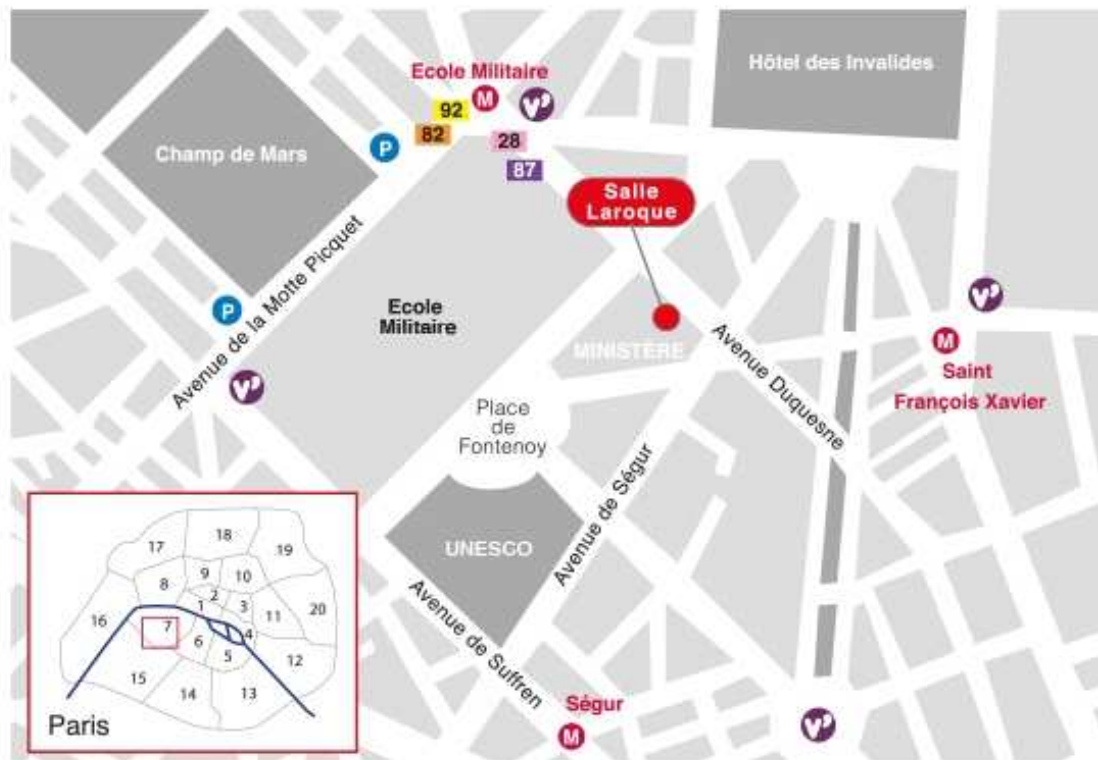 Ecole Militaire
M
V'
92
82
28
87
P
Champ de Mars
Hôtel des Invalides
Salle
Laroque
Avenue de la Motte Picquet
Ecole
Militaire
P
V'
MINISTÈRE
Avenue Duquesne
V'
M
Saint
François Xavier
Place
de
Fontenoy
Avenue de Ségur
UNESCO
Avenue de Suffren
Ségur
M
V'
17
18
19
8
9
10
2
1
3
11
20
16
7
6
4
5
12
15
14
13
Paris